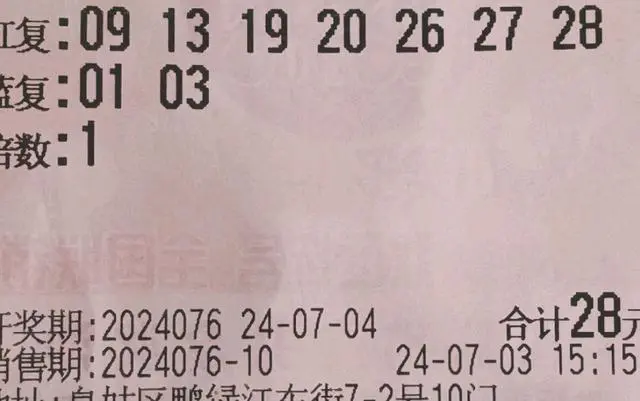 红复:09 13 19 20 26 27 28
蓝复:01 03
倍数:1
开奖期:2024076 24-07-04 合计28元
销售期:2024076-10 24-07-03 15:15
地址:皇姑区鸭绿江东街7-2号10门